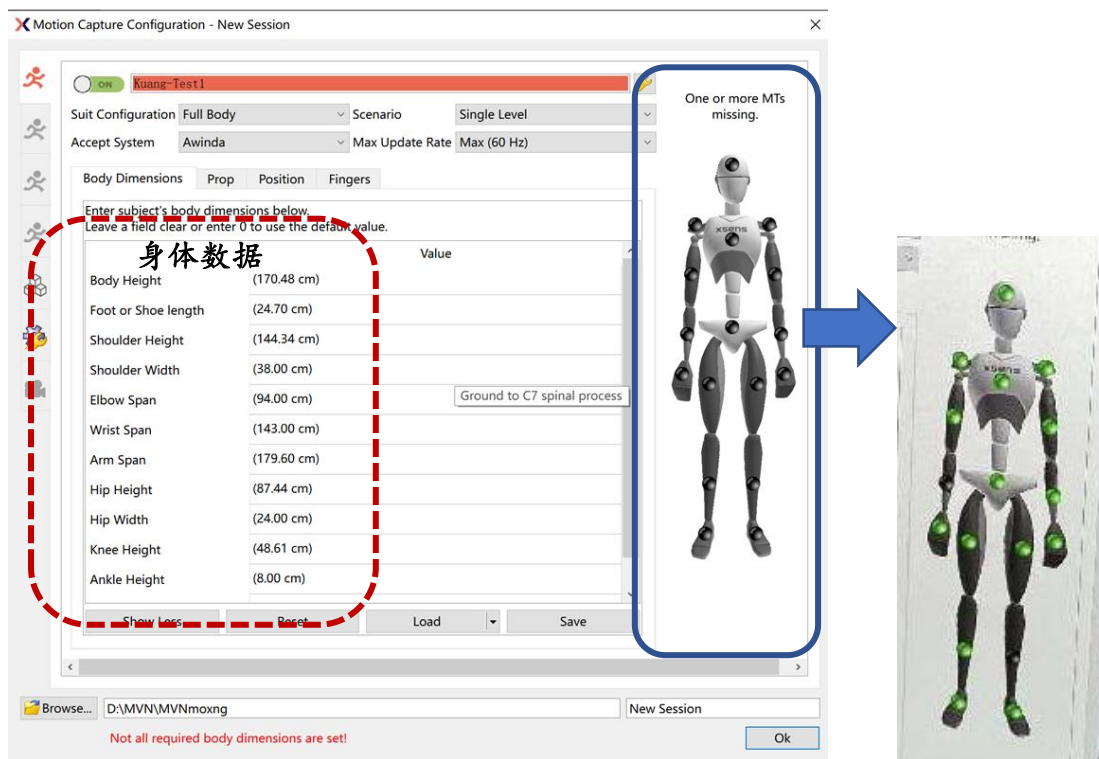 Motion Capture Configuration - New Session
ON
Kuang-Test1
Suit Configuration Full Body Scenario Single Level
Accept System Awinda Max Update Rate Max (60 Hz)
Body Dimensions Prop Position Fingers
Enter subject's body dimensions below.
Leave a field clear or enter 0 to use the default value.
身体数据
Value
Body Height (170.48 cm)
Foot or Shoe length (24.70 cm)
Shoulder Height (144.34 cm)
Shoulder Width (38.00 cm)
Elbow Span (94.00 cm)
Ground to C7 spinal process
Wrist Span (143.00 cm)
Arm Span (179.60 cm)
Hip Height (87.44 cm)
Hip Width (24.00 cm)
Knee Height (48.61 cm)
Ankle Height (8.00 cm)
Show Less Reset Load Save
One or more MTs
missing.
xsens
xsens
Browse... D:\MVN\MVNmoxng New Session
Not all required body dimensions are set!
Ok